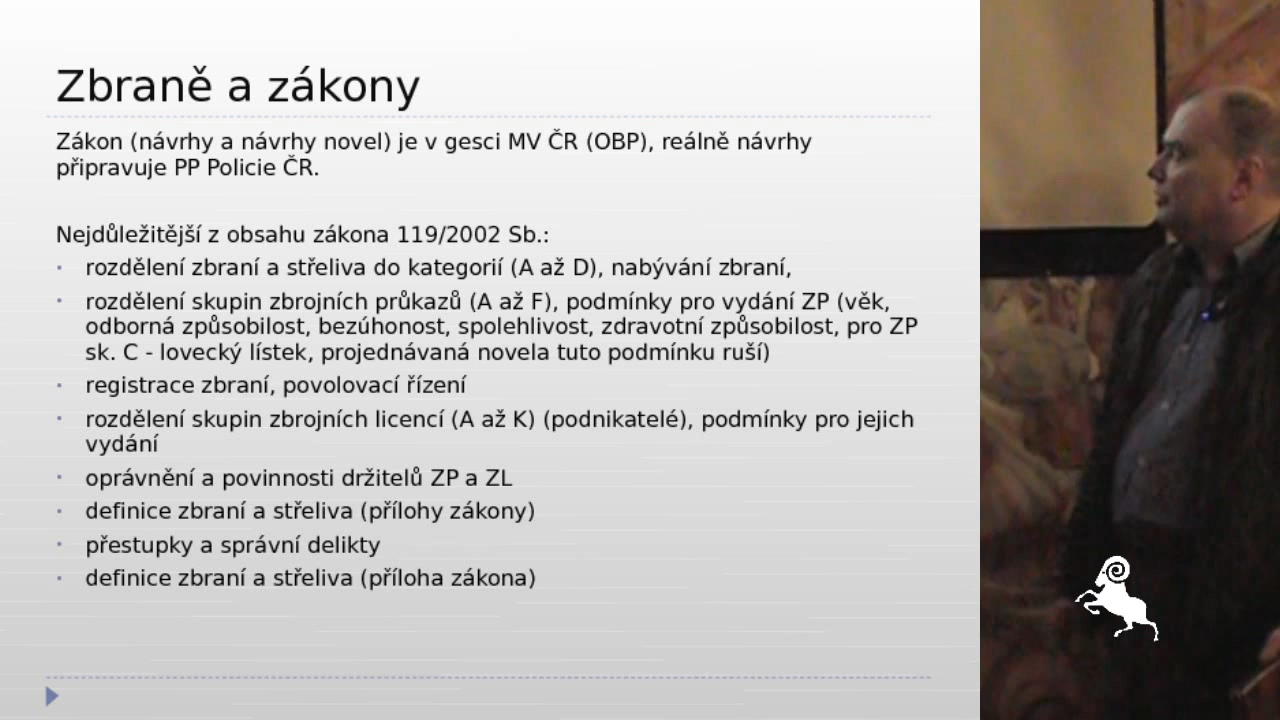 Zbraně a zákony
Zákon (návrhy a návrhy novel) je v gesci MV ČR (OBP), reálně návrhy
připravuje PP Policie ČR.
Nejdůležitější z obsahu zákona 119/2002 Sb.:
· rozdělení zbraní a střeliva do kategorií (A až D), nabývání zbraní,
· rozdělení skupin zbrojních průkazů (A až F), podmínky pro vydání ZP (věk,
odborná způsobilost, bezúhonost, spolehlivost, zdravotní způsobilost, pro ZP
sk. C - lovecký lístek, projednávaná novela tuto podmínku ruší)
· registrace zbraní, povolovací řízení
· rozdělení skupin zbrojních licencí (A až K) (podnikatelé), podmínky pro jejich
vydání
· oprávnění a povinnosti držitelů ZP a ZL
· definice zbraní a střeliva (přílohy zákony)
· přestupky a správní delikty
· definice zbraní a střeliva (příloha zákona)